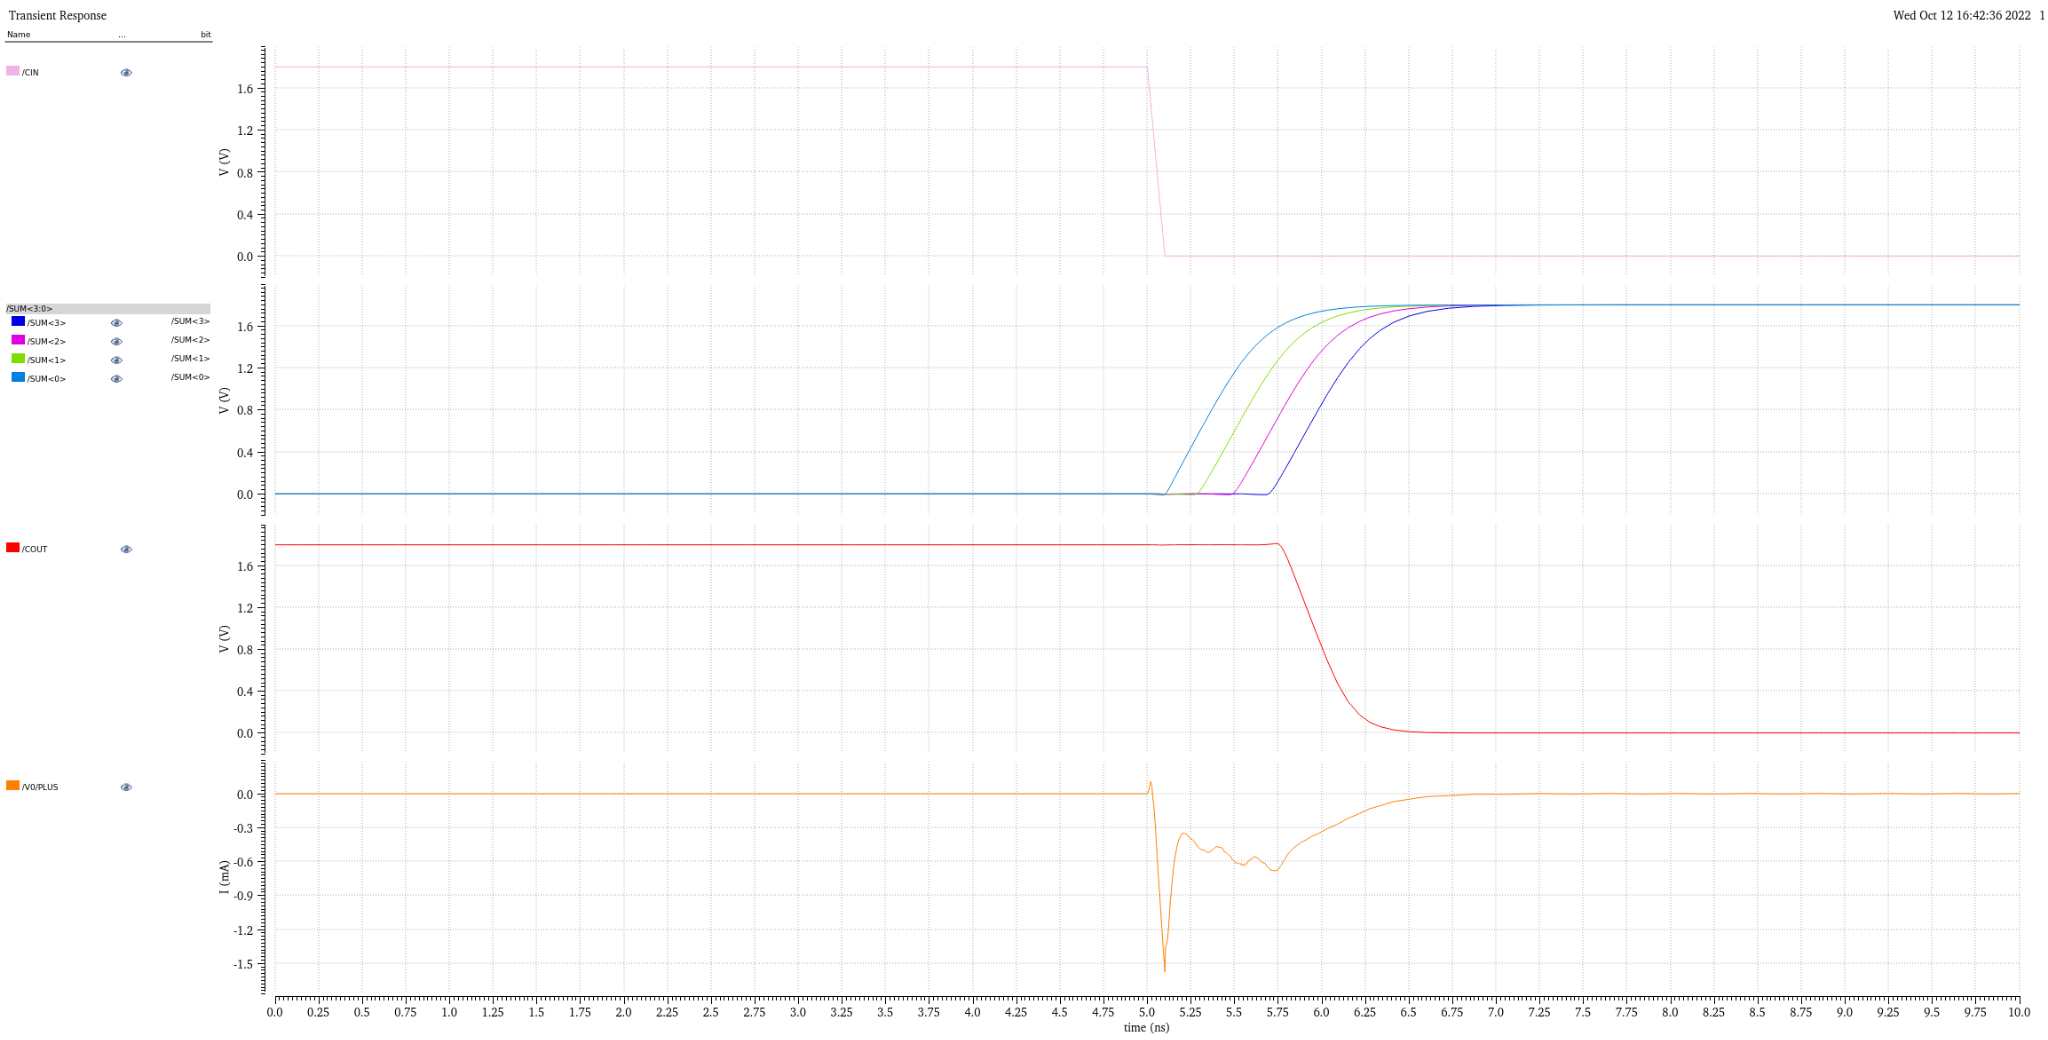 Transient Response
Wed Oct 12 16:42:36 2022 1
Name ... bit
/CIN
1.6
1.2
0.8
0.4
0.0
V (V)
/SUM<3:0>
/SUM<3> /SUM<3>
/SUM<2> /SUM<2>
/SUM<1> /SUM<1>
/SUM<0> /SUM<0>
1.6
1.2
0.8
0.4
0.0
V (V)
/COUT
1.6
1.2
0.8
0.4
0.0
V (V)
/V0/PLUS
0.0
-0.3
-0.6
-0.9
-1.2
-1.5
I (mA)
0.0 0.25 0.5 0.75 1.0 1.25 1.5 1.75 2.0 2.25 2.5 2.75 3.0 3.25 3.5 3.75 4.0 4.25 4.5 4.75 5.0 5.25 5.5 5.75 6.0 6.25 6.5 6.75 7.0 7.25 7.5 7.75 8.0 8.25 8.5 8.75 9.0 9.25 9.5 9.75 10.0
time (ns)